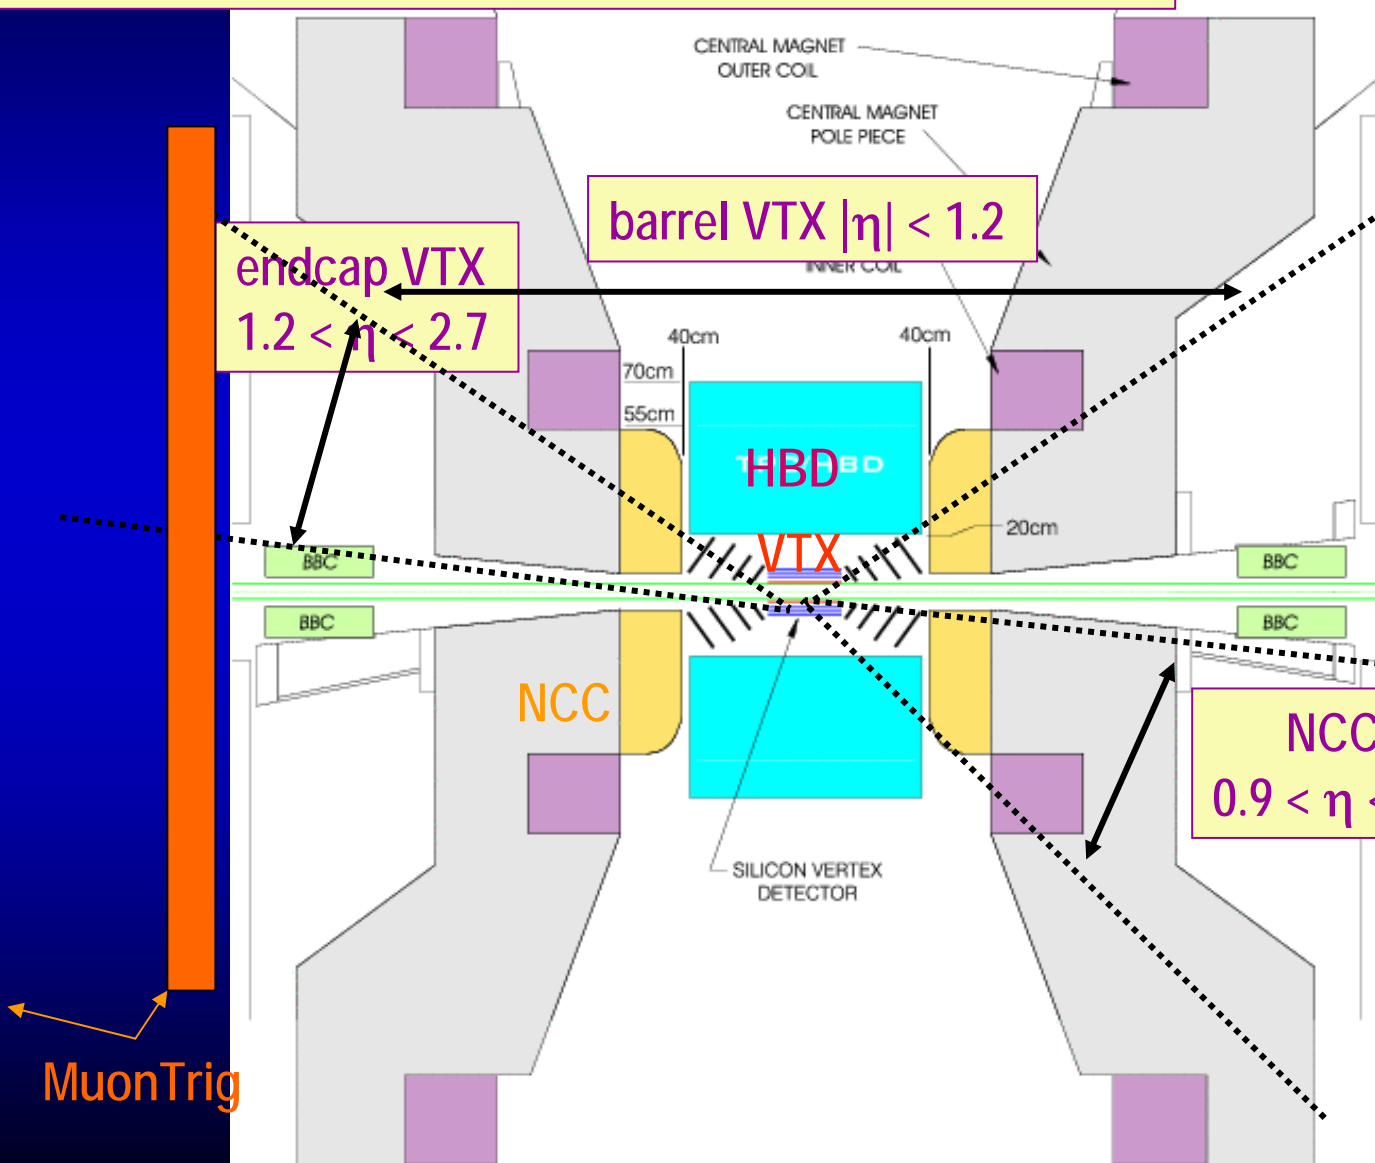 CENTRAL MAGNET
OUTER COIL
CENTRAL MAGNET
POLE PIECE
barrel VTX |η| < 1.2
INNER COIL
endcap VTX
1.2 < η < 2.7
40cm
40cm
70cm
55cm
HBD
VTX
20cm
BBC
BBC
BBC
BBC
NCC
NCC
0.9 < η <
SILICON VERTEX
DETECTOR
MuonTrig